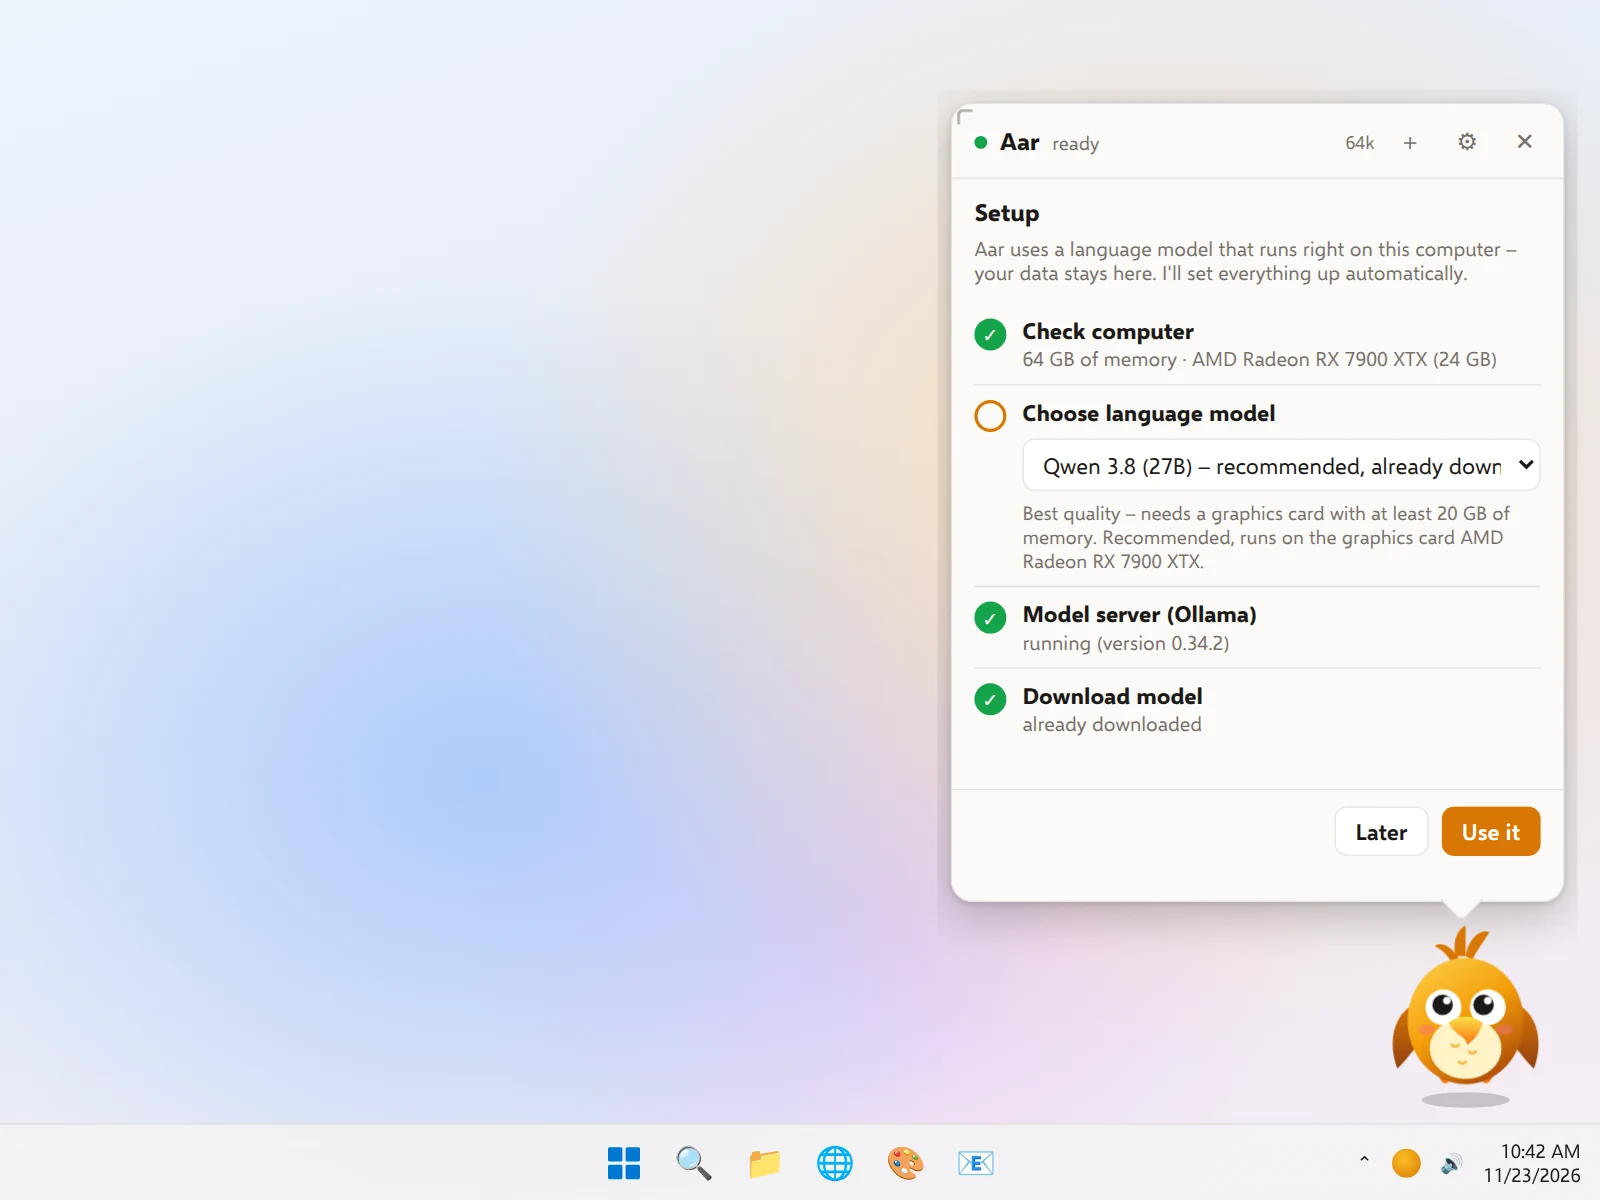 Aar ready 64k + ⚙ ✕
Setup
Aar uses a language model that runs right on this computer –
your data stays here. I'll set everything up automatically.
✓ Check computer
64 GB of memory · AMD Radeon RX 7900 XTX (24 GB)
Choose language model
Qwen 3.8 (27B) – recommended, already down
Best quality – needs a graphics card with at least 20 GB of
memory. Recommended, runs on the graphics card AMD
Radeon RX 7900 XTX.
✓ Model server (Ollama)
running (version 0.34.2)
✓ Download model
already downloaded
Later Use it
10:42 AM
11/23/2026